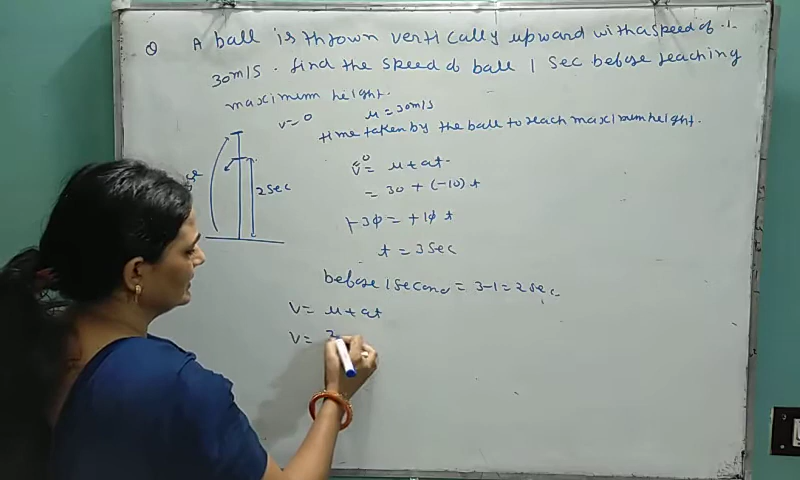 Q A ball is thrown vertically upward with a speed of
30m/s. find the speed of ball 1 sec before reaching
maximum height.
v=0 u=30m/s
time taken by the ball to reach maximum height.
0
v = u+at.
= 30+(-10)t
-30 = -10 t
t = 3 sec
2 sec
before 1 second = 3-1 = 2 sec
v = u+at
v = 3